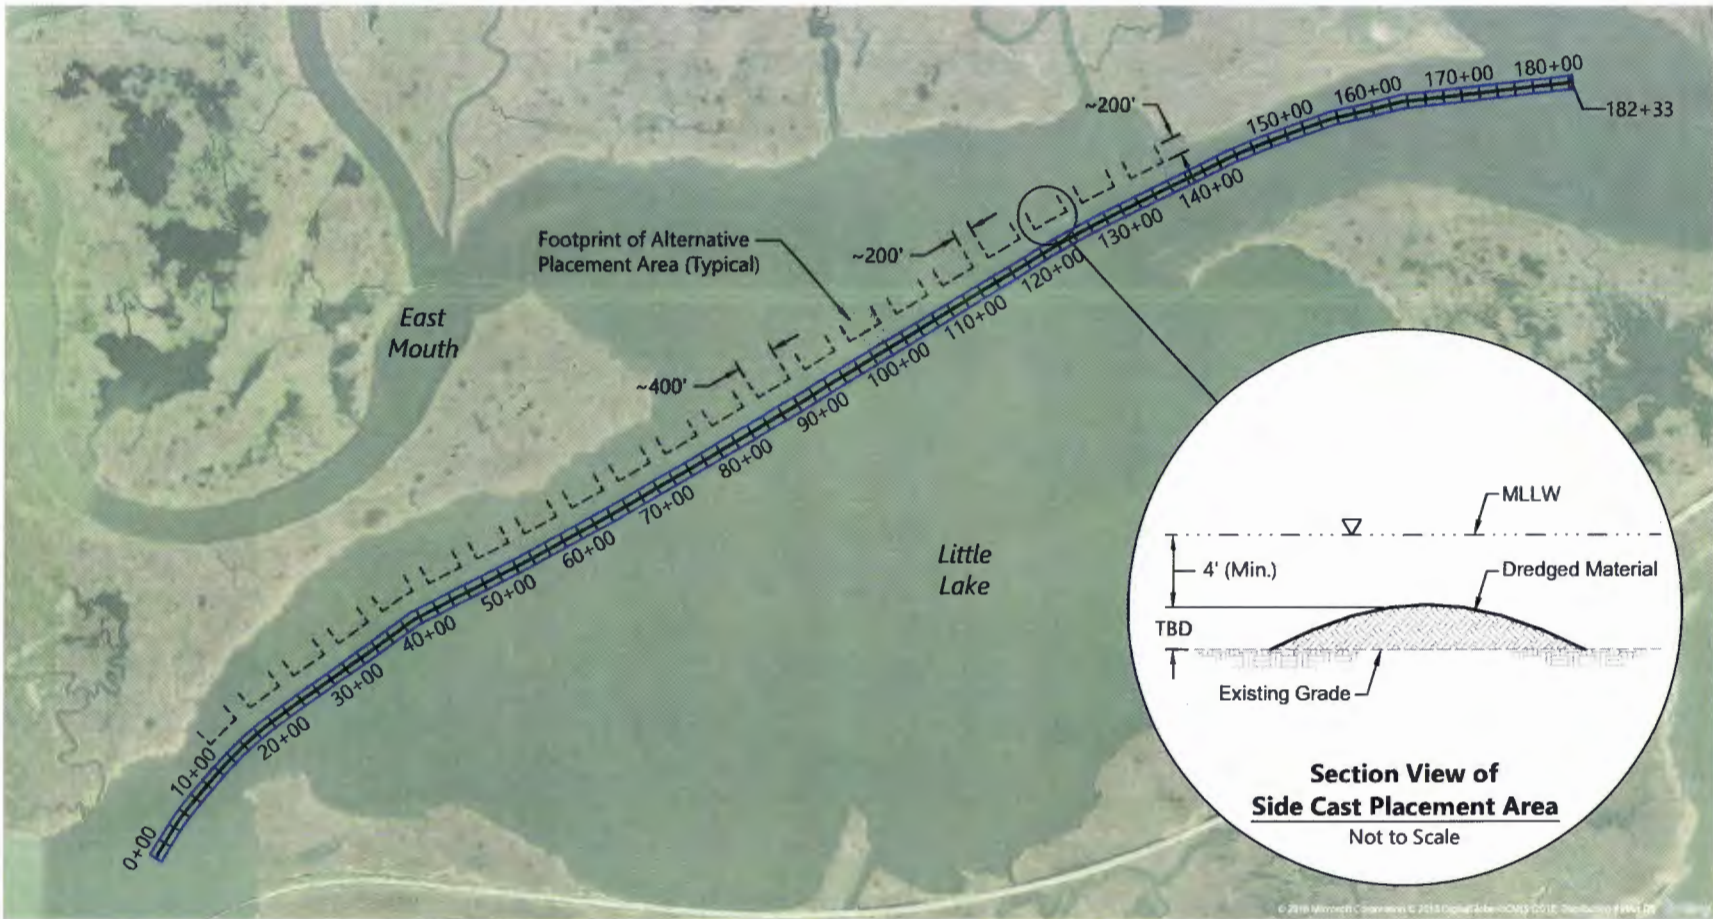 180+00
170+00
160+00
150+00
182+33
~200'
140+00
130+00
~200'
120+00
Footprint of Alternative
Placement Area (Typical)
110+00
East
Mouth
100+00
~400'
90+00
80+00
70+00
60+00
50+00
40+00
30+00
20+00
10+00
0+00
Little
Lake
MLLW
4' (Min.)
Dredged Material
TBD
Existing Grade
Section View of
Side Cast Placement Area
Not to Scale